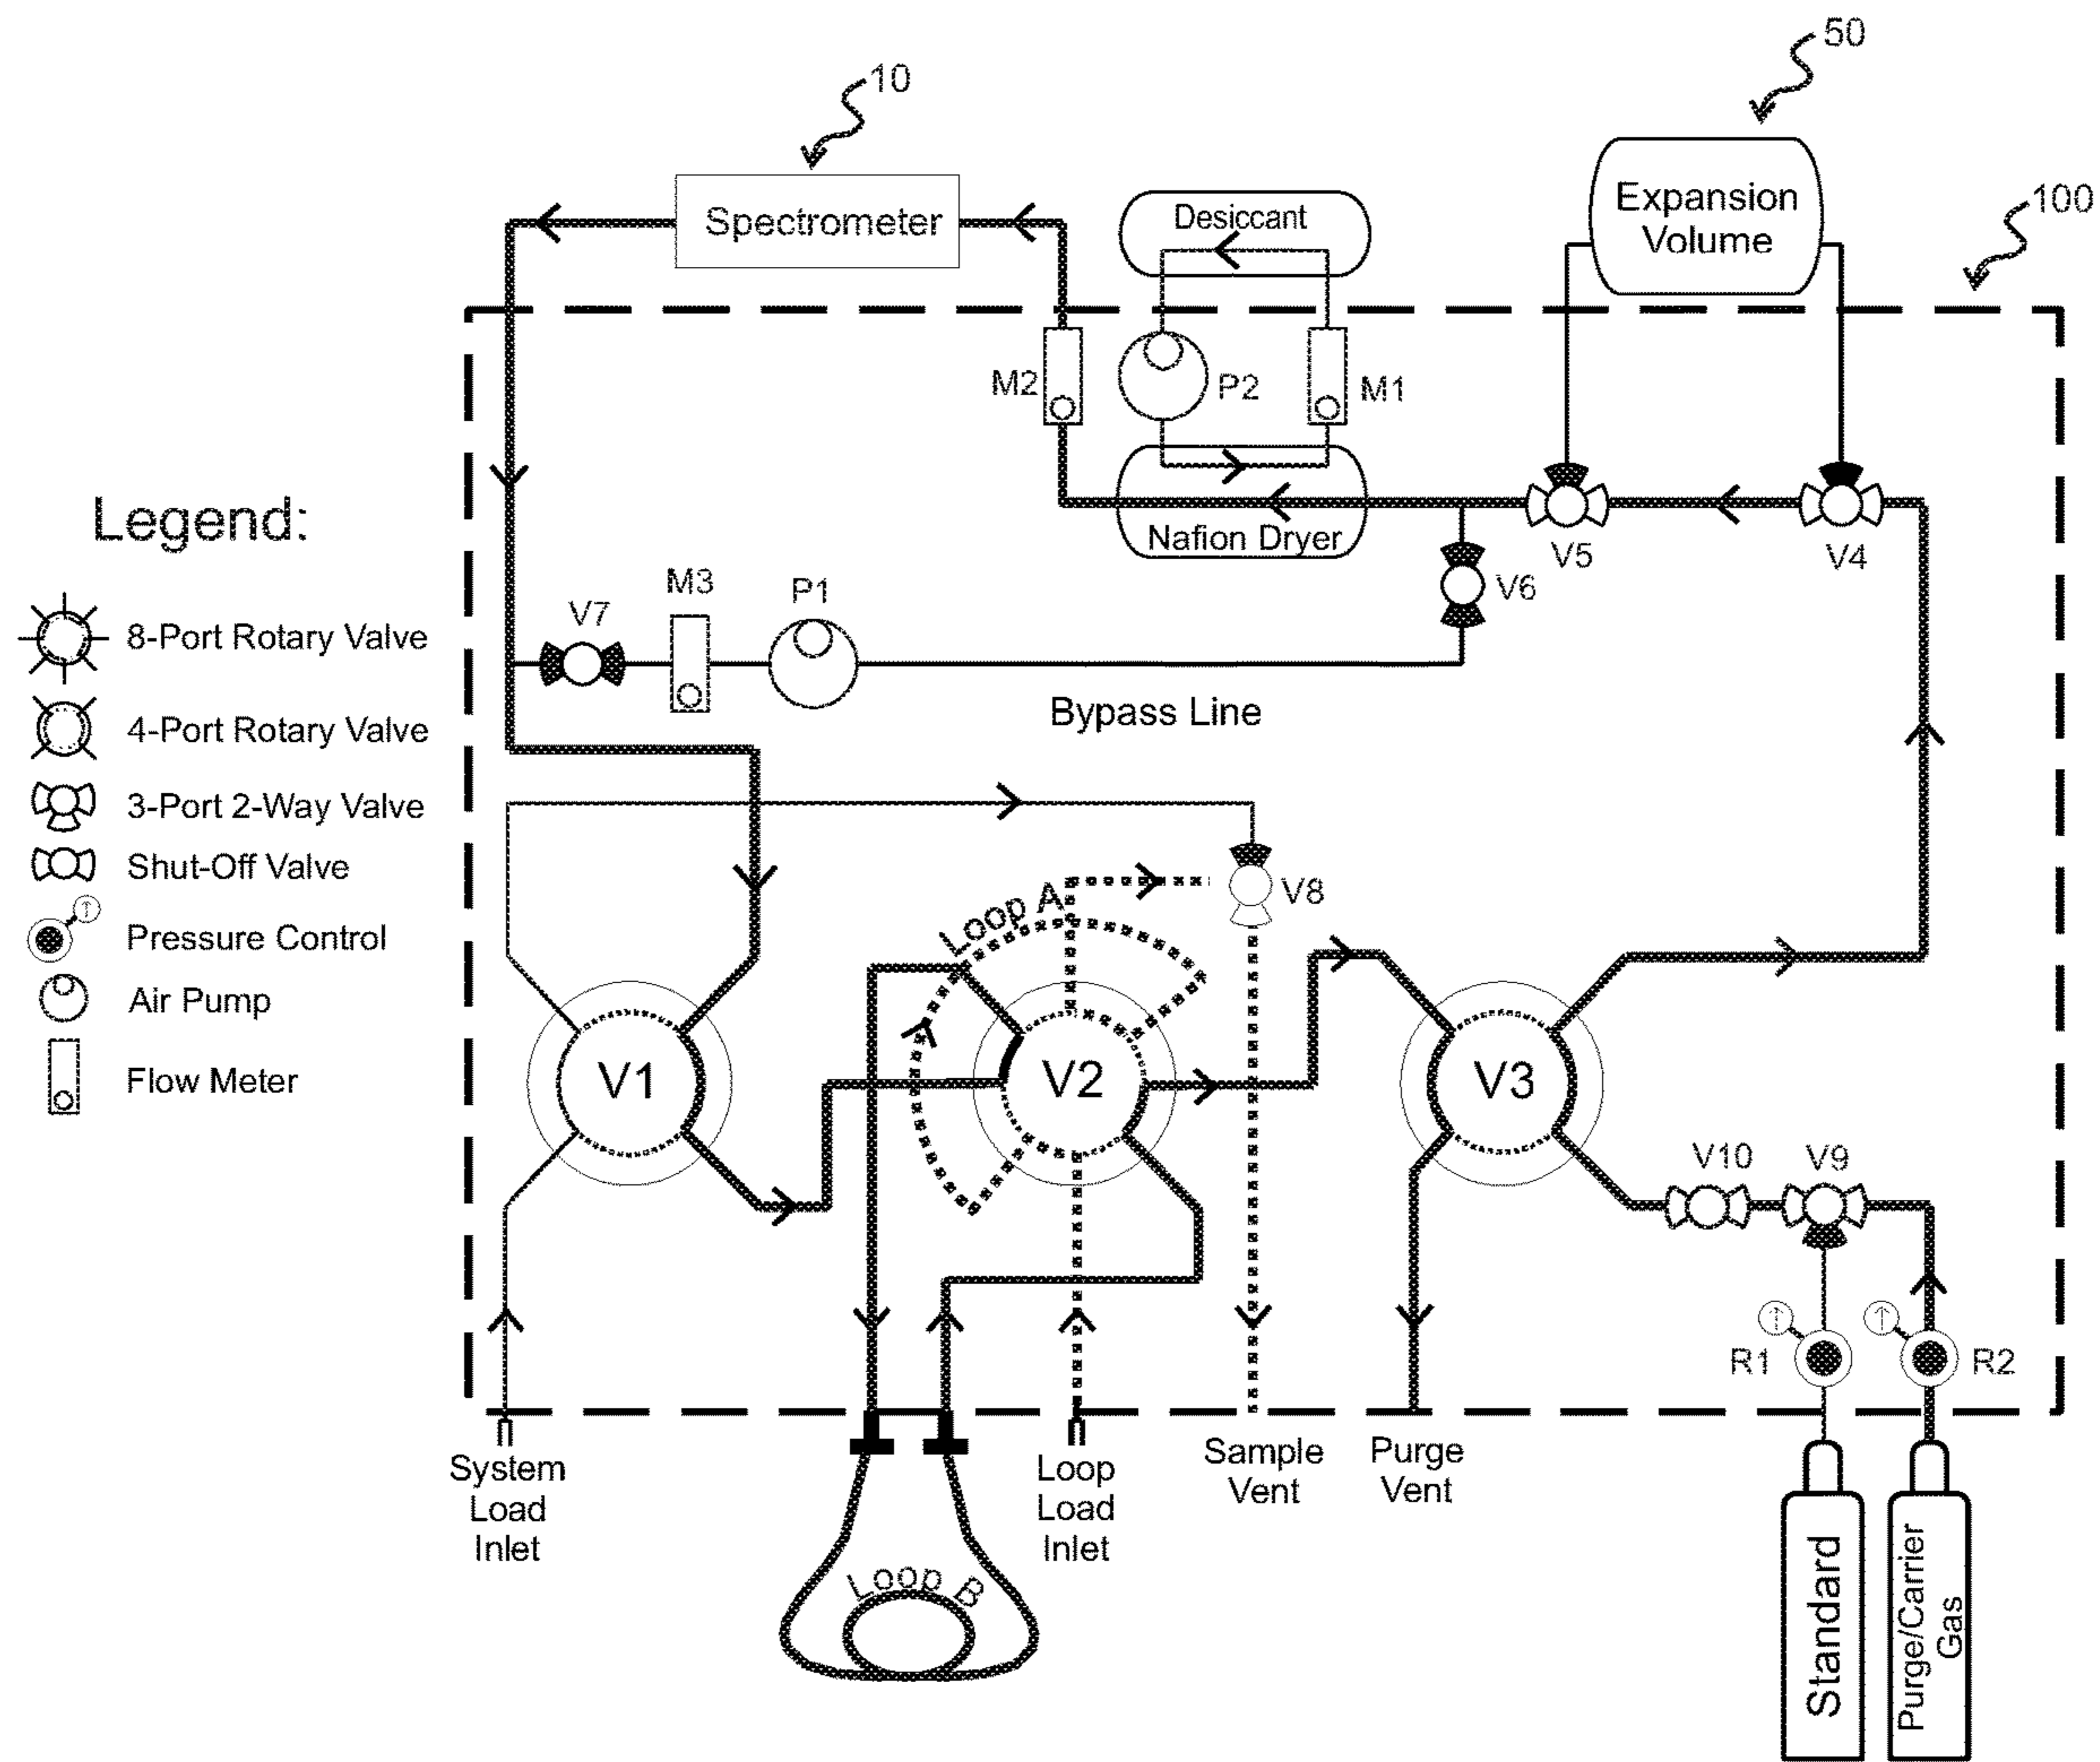 50
10
100
Expansion
Volume
Spectrometer
Desiccant
M2
P2
M1
Nafion Dryer
V5
V4
V6
Legend:
8-Port Rotary Valve
4-Port Rotary Valve
3-Port 2-Way Valve
Shut-Off Valve
Pressure Control
Air Pump
Flow Meter
V7
M3
P1
Bypass Line
Loop A
V8
V1
V2
V3
V10
V9
R1
R2
System
Load
Inlet
Loop
Load
Inlet
Sample
Vent
Purge
Vent
Loop B
Standard
Purge/Carrier
Gas